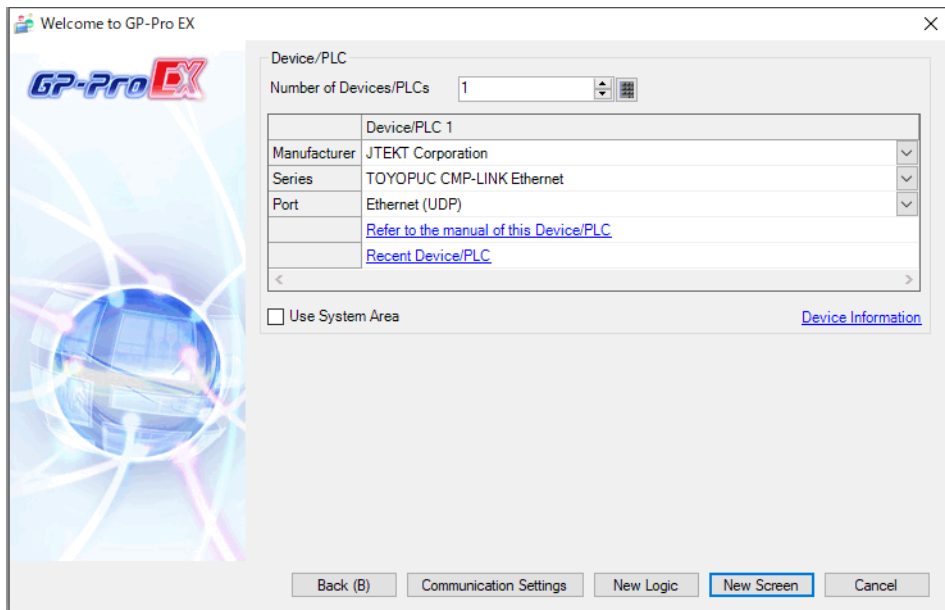 Welcome to GP-Pro EX
GP-Pro EX
Device/PLC
Number of Devices/PLCs 1
Device/PLC 1
Manufacturer JTEKT Corporation
Series TOYOPUC CMP-LINK Ethernet
Port Ethernet (UDP)
Refer to the manual of this Device/PLC
Recent Device/PLC
Use System Area Device Information
Back (B) Communication Settings New Logic New Screen Cancel